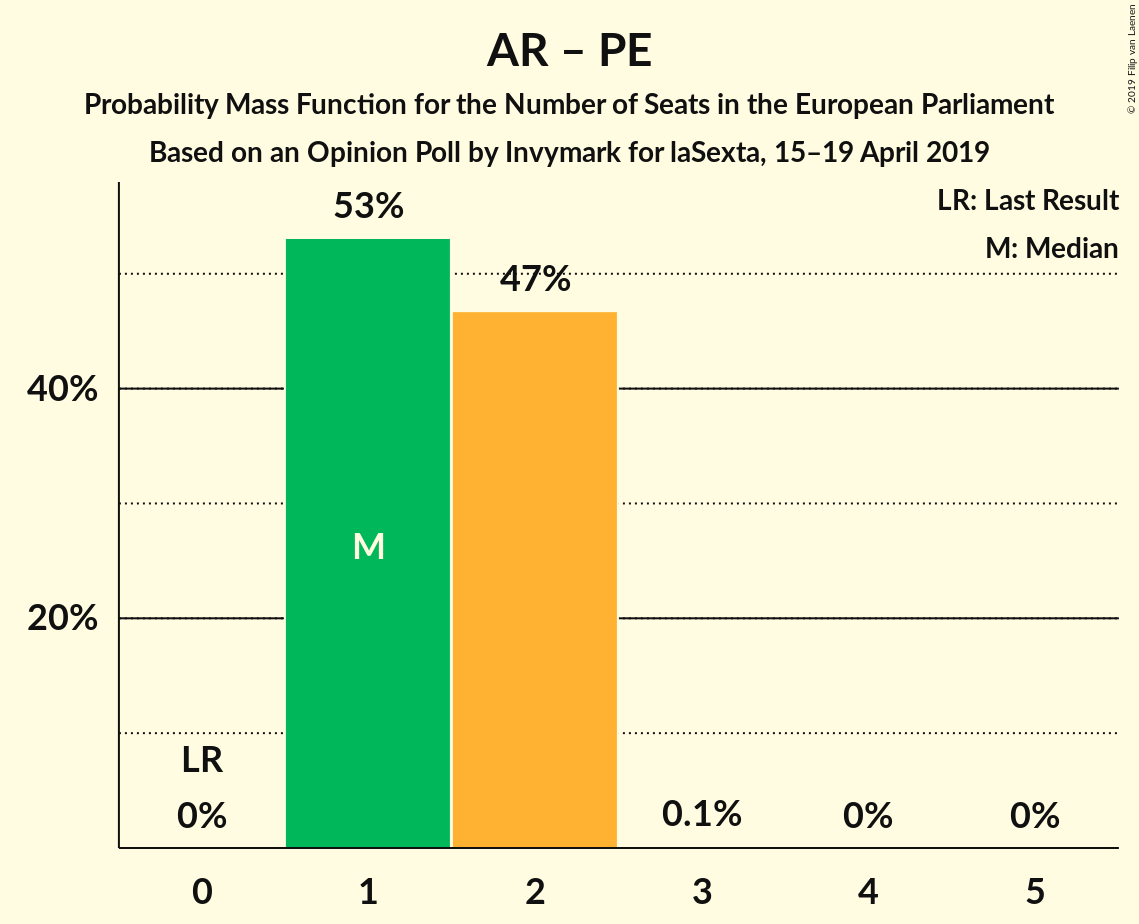 AR – PE
Probability Mass Function for the Number of Seats in the European Parliament
Based on an Opinion Poll by Invymark for laSexta, 15–19 April 2019
© 2019 Filip van Laenen
LR: Last Result
M: Median
53%
47%
40%
M
20%
LR
0%
0.1%
0%
0%
0
1
2
3
4
5